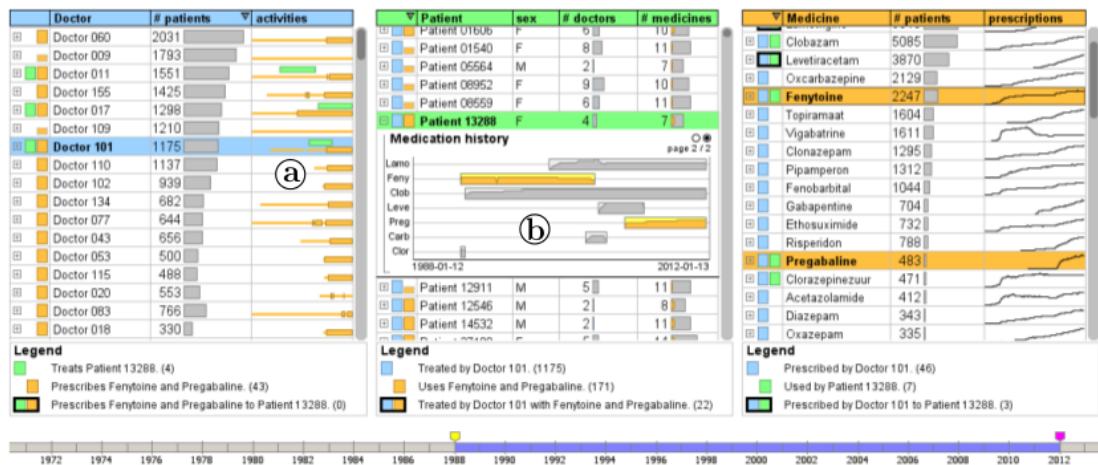 Doctor # patients activities
Doctor 060 2031
Doctor 009 1793
Doctor 011 1551
Doctor 155 1425
Doctor 017 1298
Doctor 109 1210
Doctor 101 1175
Doctor 110 1137
Doctor 102 939
Doctor 134 682
Doctor 077 644
Doctor 043 656
Doctor 053 500
Doctor 115 488
Doctor 020 553
Doctor 083 766
Doctor 018 330
a
Legend
Treats Patient 13288. (4)
Prescribes Fenytoine and Pregabaline. (43)
Prescribes Fenytoine and Pregabaline to Patient 13288. (0)
Patient sex # doctors # medicines
Patient 01606 F 6 10
Patient 01540 F 8 11
Patient 05564 M 2 7
Patient 08952 F 9 10
Patient 08559 F 6 11
Patient 13288 F 4 7
Medication history
page 2 / 2
Lamo
Feny
Clob
Leve
Preg
Carb
Clor
b
1988-01-12 2012-01-13
Patient 12911 M 5 11
Patient 12546 M 2 8
Patient 14532 M 2 11
Legend
Treated by Doctor 101. (1175)
Uses Fenytoine and Pregabaline. (171)
Treated by Doctor 101 with Fenytoine and Pregabaline. (22)
Medicine # patients prescriptions
Clobazam 5085
Levetiracetam 3870
Oxcarbazepine 2129
Fenytoine 2247
Topiramaat 1604
Vigabatrine 1611
Clonazepam 1295
Pipamperon 1312
Fenobarbital 1044
Gabapentine 704
Ethosuximide 732
Risperidon 788
Pregabaline 483
Clorazepinezuur 471
Acetazolamide 412
Diazepam 343
Oxazepam 335
Legend
Prescribed by Doctor 101. (46)
Used by Patient 13288. (7)
Prescribed by Doctor 101 to Patient 13288. (3)
1972 1974 1976 1978 1980 1982 1984 1986 1988 1990 1992 1994 1996 1998 2000 2002 2004 2006 2008 2010 2012